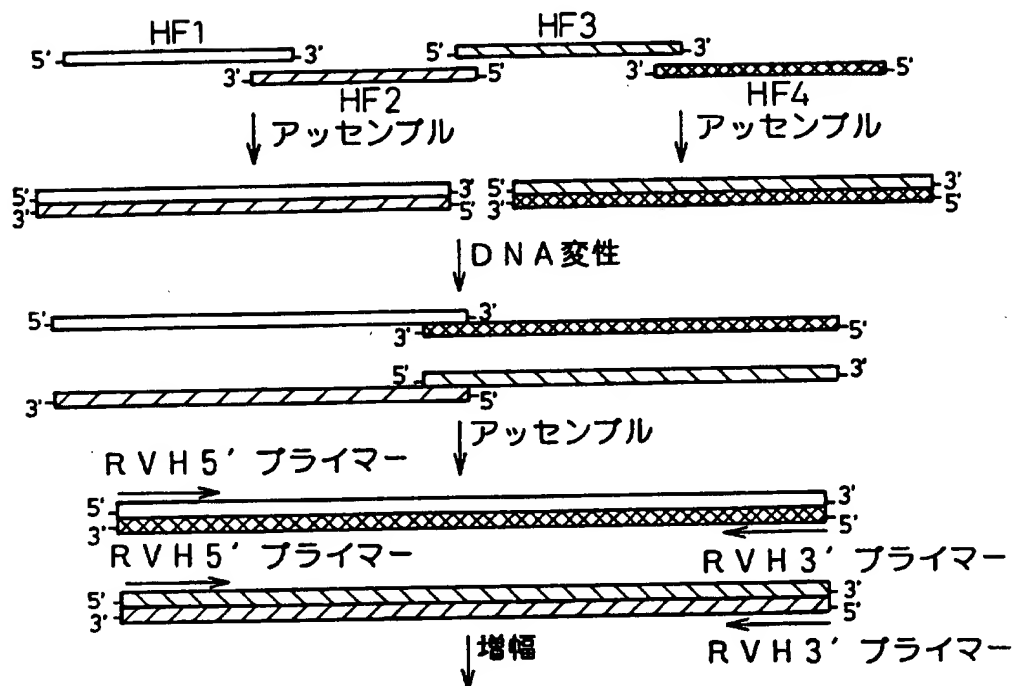 HF1
HF3
5' 3' 5' 3'
3' 5' 3' 5'
HF2
HF4
アッセンブル
アッセンブル
5' 3' 5' 3'
3' 5' 3' 5'
DNA変性
5' 3'
3' 5'
5' 3'
3' 5'
アッセンブル
RVH5′プライマー
5' 3'
3' 5'
RVH5′プライマー
RVH3′プライマー
5' 3'
3' 5'
増幅
RVH3′プライマー